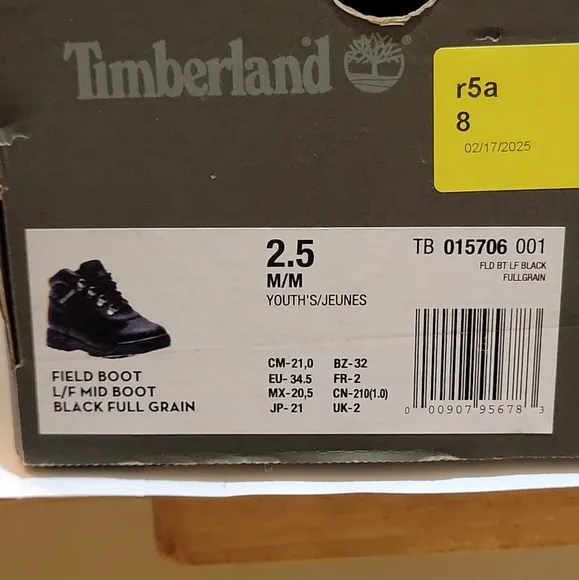 Timberland
r5a
8
02/17/2025
2.5
M/M
YOUTH'S/JEUNES
TB 015706 001
FLD BT LF BLACK
FULLGRAIN
FIELD BOOT
L/F MID BOOT
BLACK FULL GRAIN
CM-21,0 BZ-32
EU-34.5 FR-2
MX-20,5 CN-210(1.0)
JP-21 UK-2
0 00907 95678 3